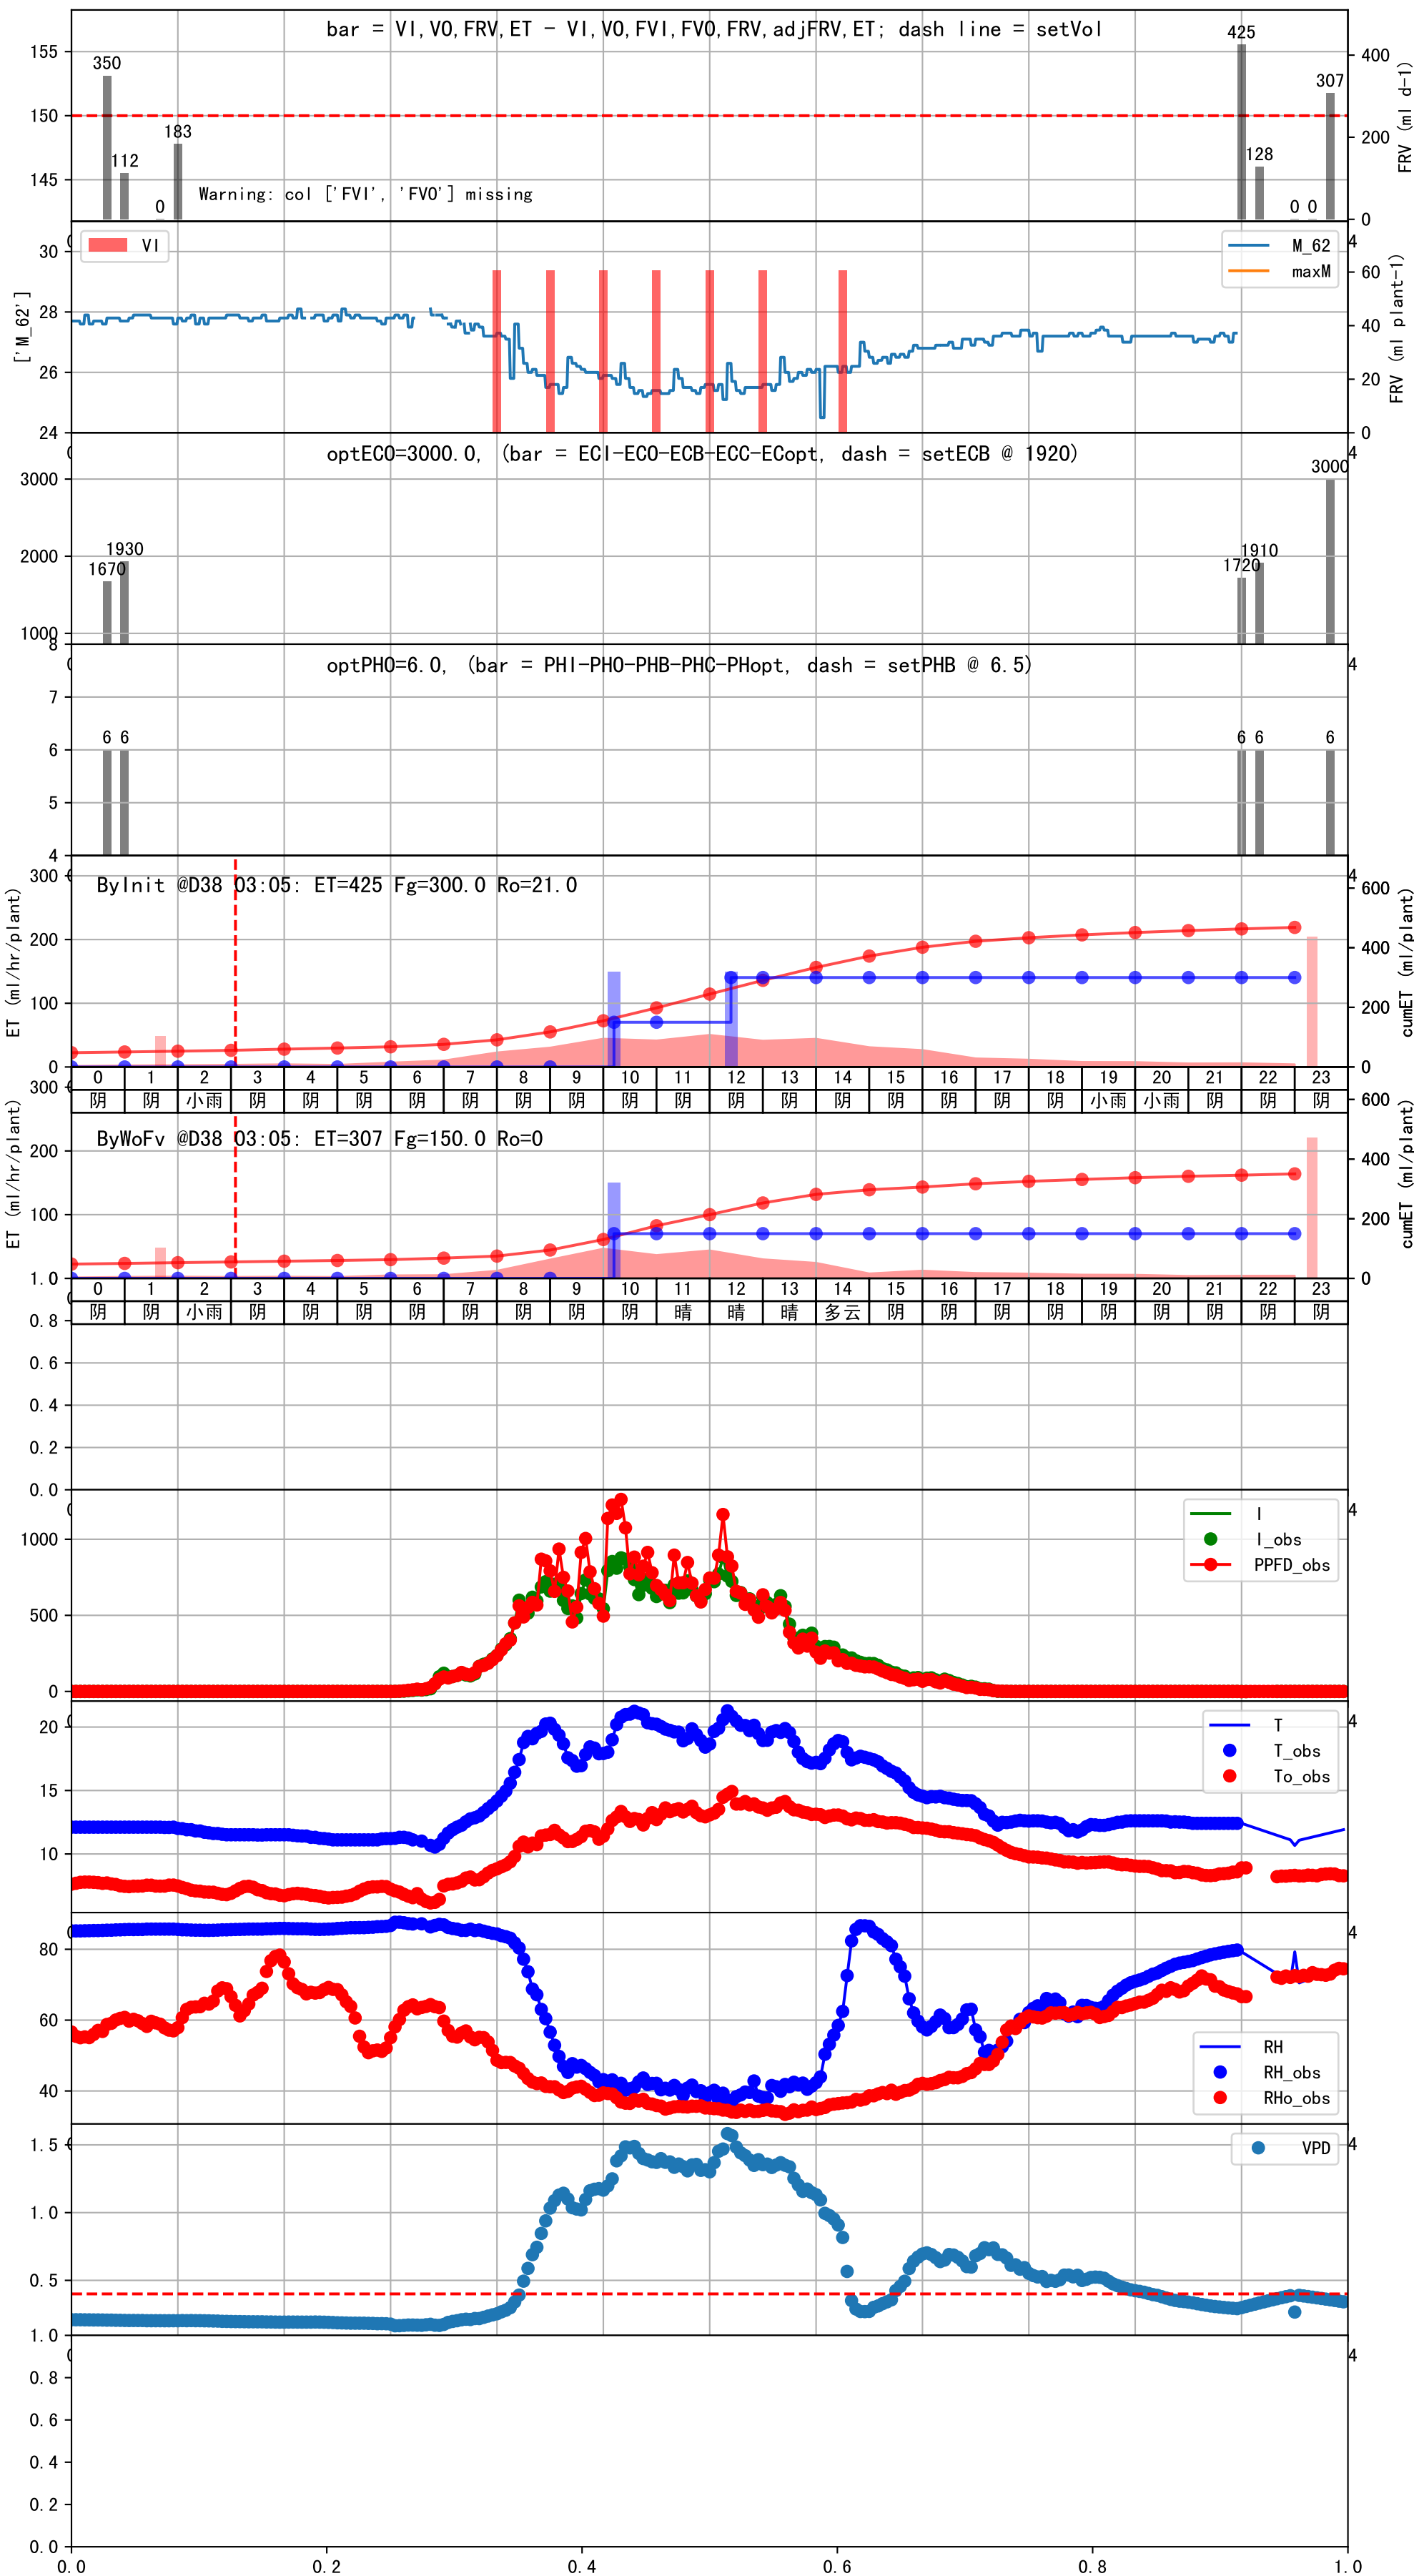 bar = VI,VO,FRV,ET - VI,VO,FVI,FVO,FRV,adjFRV,ET; dash line = setVol
155
150
145
350
112
0
183
425
128
0
0
307
Warning: col ['FVI', 'FVO'] missing
400
200
0
FRV (ml d-1)
VI
M_62
maxM
['M_62']
30
28
26
24
4
60
40
20
0
FRV (ml plant-1)
optECO=3000.0, (bar = ECI-ECO-ECB-ECC-ECopt, dash = setECB @ 1920)
3000
2000
1000
1670
1930
1720
1910
3000
4
optPHO=6.0, (bar = PHI-PHO-PHB-PHC-PHopt, dash = setPHB @ 6.5)
8
7
6
5
4
6
6
6
6
6
4
ByInit @D38 03:05: ET=425 Fg=300.0 Ro=21.0
ET (ml/hr/plant)
300
200
100
0
4
600
400
200
0
cumET (ml/plant)
0 1 2 3 4 5 6 7 8 9 10 11 12 13 14 15 16 17 18 19 20 21 22 23
阴 阴 小雨 阴 阴 阴 阴 阴 阴 阴 阴 阴 阴 阴 阴 阴 阴 阴 阴 小雨 小雨 阴 阴 阴
ByWoFv @D38 03:05: ET=307 Fg=150.0 Ro=0
ET (ml/hr/plant)
300
200
100
600
400
200
0
cumET (ml/plant)
0 1 2 3 4 5 6 7 8 9 10 11 12 13 14 15 16 17 18 19 20 21 22 23
阴 阴 小雨 阴 阴 阴 阴 阴 阴 阴 阴 晴 晴 晴 多云 阴 阴 阴 阴 阴 阴 阴 阴 阴
1.0
0.8
0.6
0.4
0.2
0.0
I
I_obs
PPFD_obs
1000
500
0
4
T
T_obs
To_obs
20
15
10
4
RH
RH_obs
RHo_obs
80
60
40
4
VPD
1.5
1.0
0.5
4
1.0
0.8
0.6
0.4
0.2
0.0
4
0.0 0.2 0.4 0.6 0.8 1.0